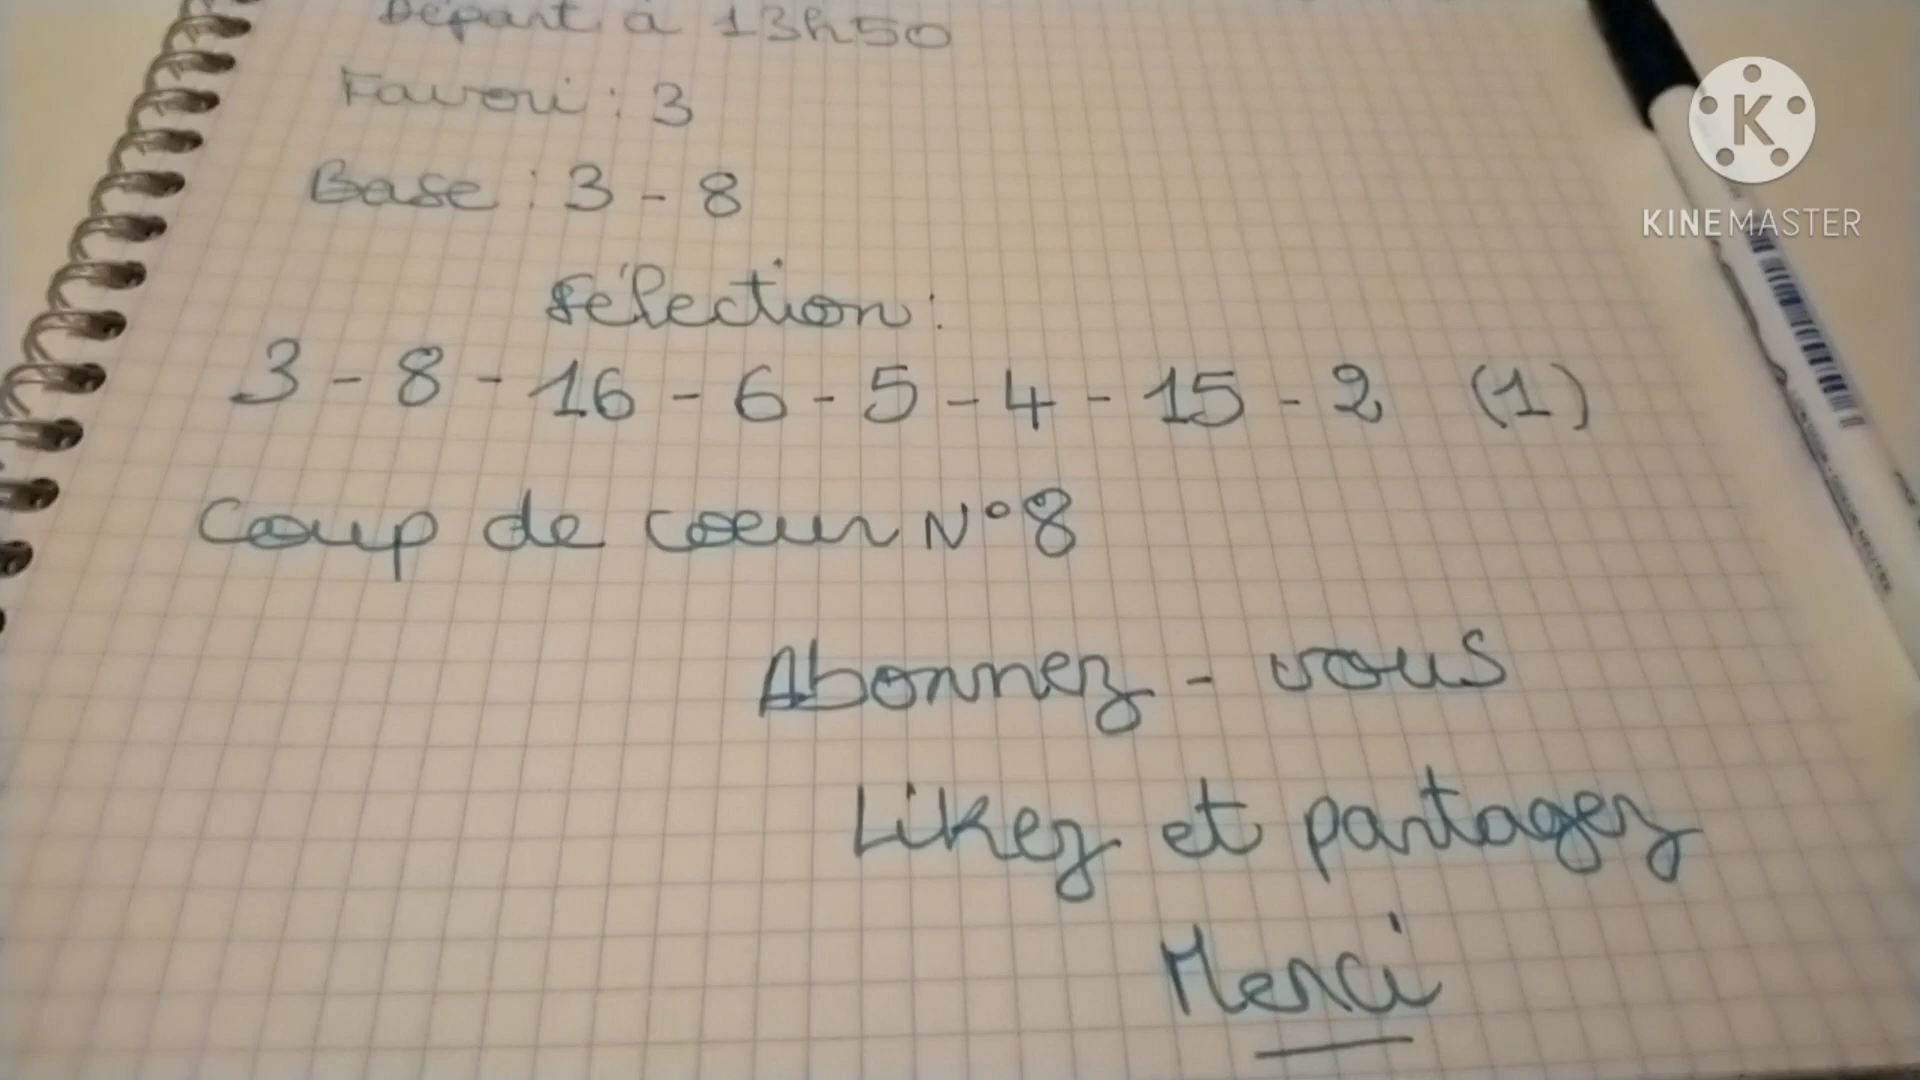 Départ à 13h50
Favori : 3
Base : 3 - 8
Sélection :
3 - 8 - 16 - 6 - 5 - 4 - 15 - 2 (1)
Coup de coeur N°8
Abonnez - vous
Likez et partagez
Merci
K
KINEMASTER